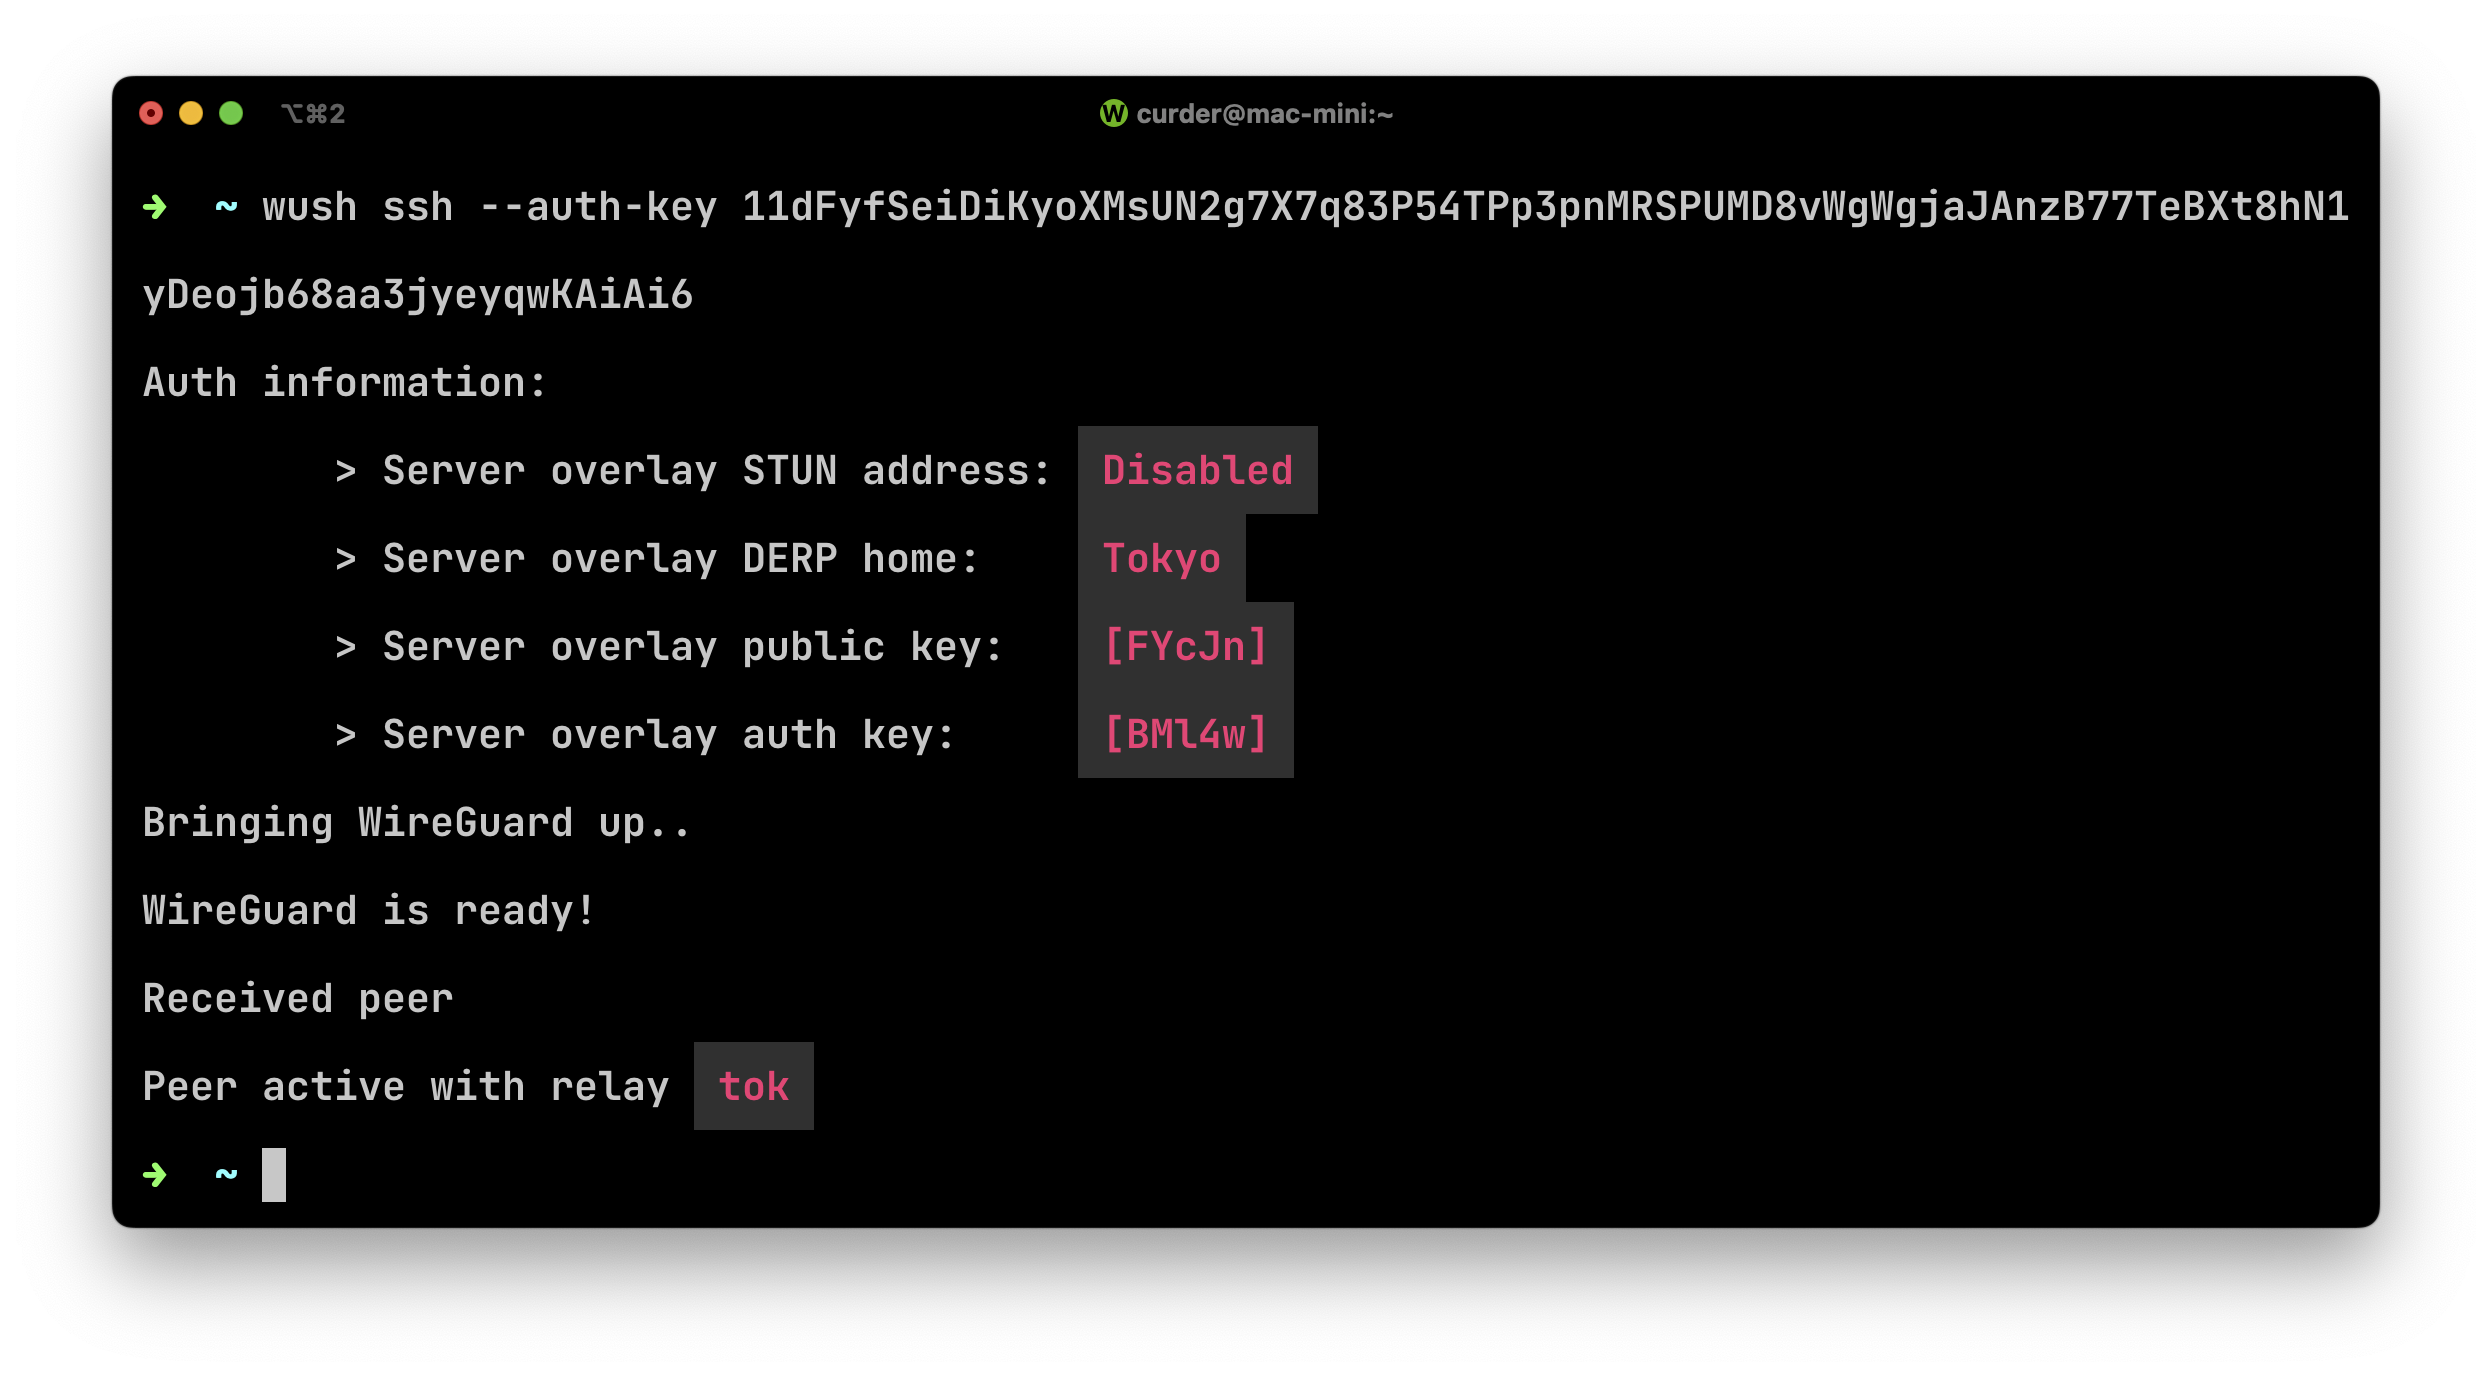 ⌥⌘2
W curder@mac-mini:~
➜ ~ wush ssh --auth-key 11dFyfSeiDiKyoXMsUN2g7X7q83P54TPp3pnMRSPUMD8vWgWgjaJAnzB77TeBXt8hN1
yDeojb68aa3jyeyqwKAiAi6
Auth information:
> Server overlay STUN address: Disabled
> Server overlay DERP home: Tokyo
> Server overlay public key: [FYcJn]
> Server overlay auth key: [BMl4w]
Bringing WireGuard up..
WireGuard is ready!
Received peer
Peer active with relay tok
➜ ~